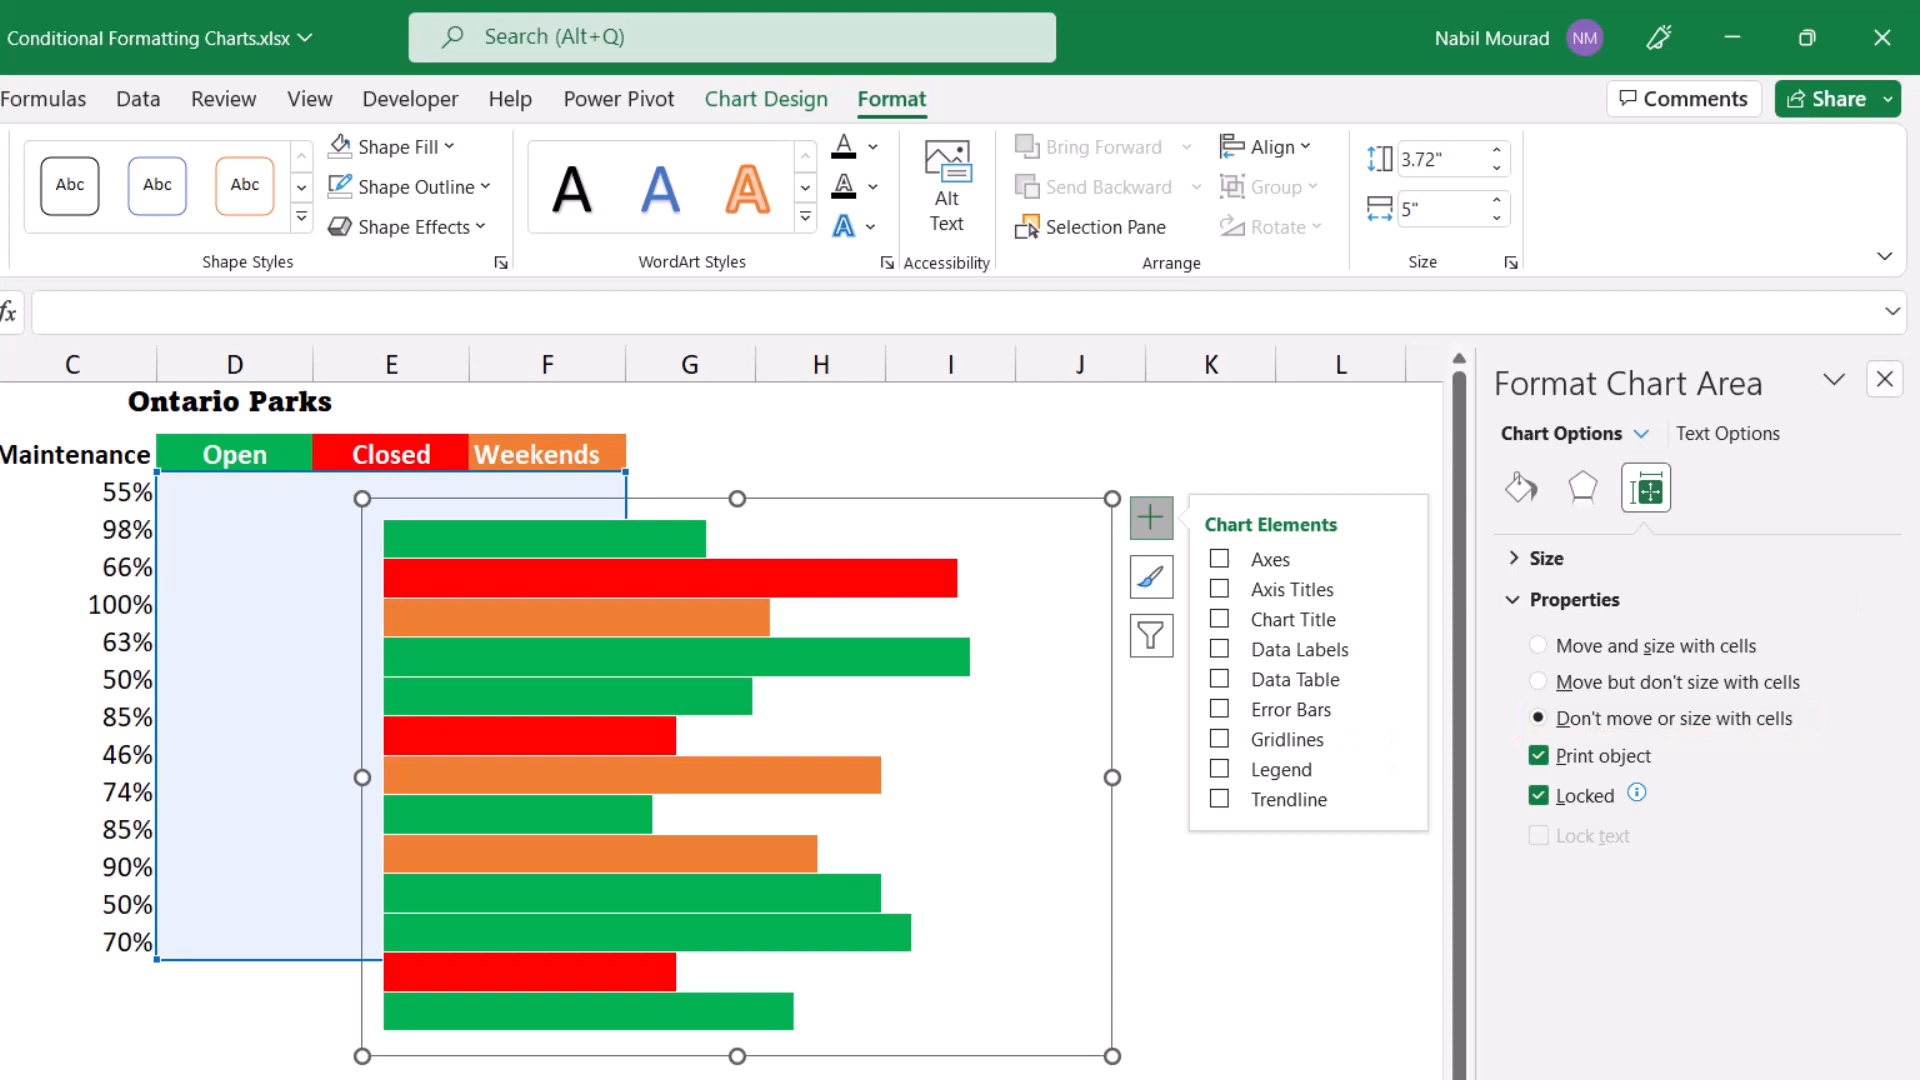 Conditional Formatting Charts.xlsx
Search (Alt+Q)
Nabil Mourad
NM
Formulas
Data
Review
View
Developer
Help
Power Pivot
Chart Design
Format
Comments
Share
Abc
Abc
Abc
Shape Fill
Shape Outline
Shape Effects
Shape Styles
A
A
A
A
A
A
WordArt Styles
Alt
Text
Accessibility
Bring Forward
Send Backward
Selection Pane
Align
Group
Rotate
Arrange
3.72"
5"
Size
fx
C
D
E
F
G
H
I
J
K
L
Ontario Parks
Maintenance
Open
Closed
Weekends
55%
98%
66%
100%
63%
50%
85%
46%
74%
85%
90%
50%
70%
Chart Elements
Axes
Axis Titles
Chart Title
Data Labels
Data Table
Error Bars
Gridlines
Legend
Trendline
Format Chart Area
Chart Options
Text Options
Size
Properties
Move and size with cells
Move but don't size with cells
Don't move or size with cells
Print object
Locked
Lock text